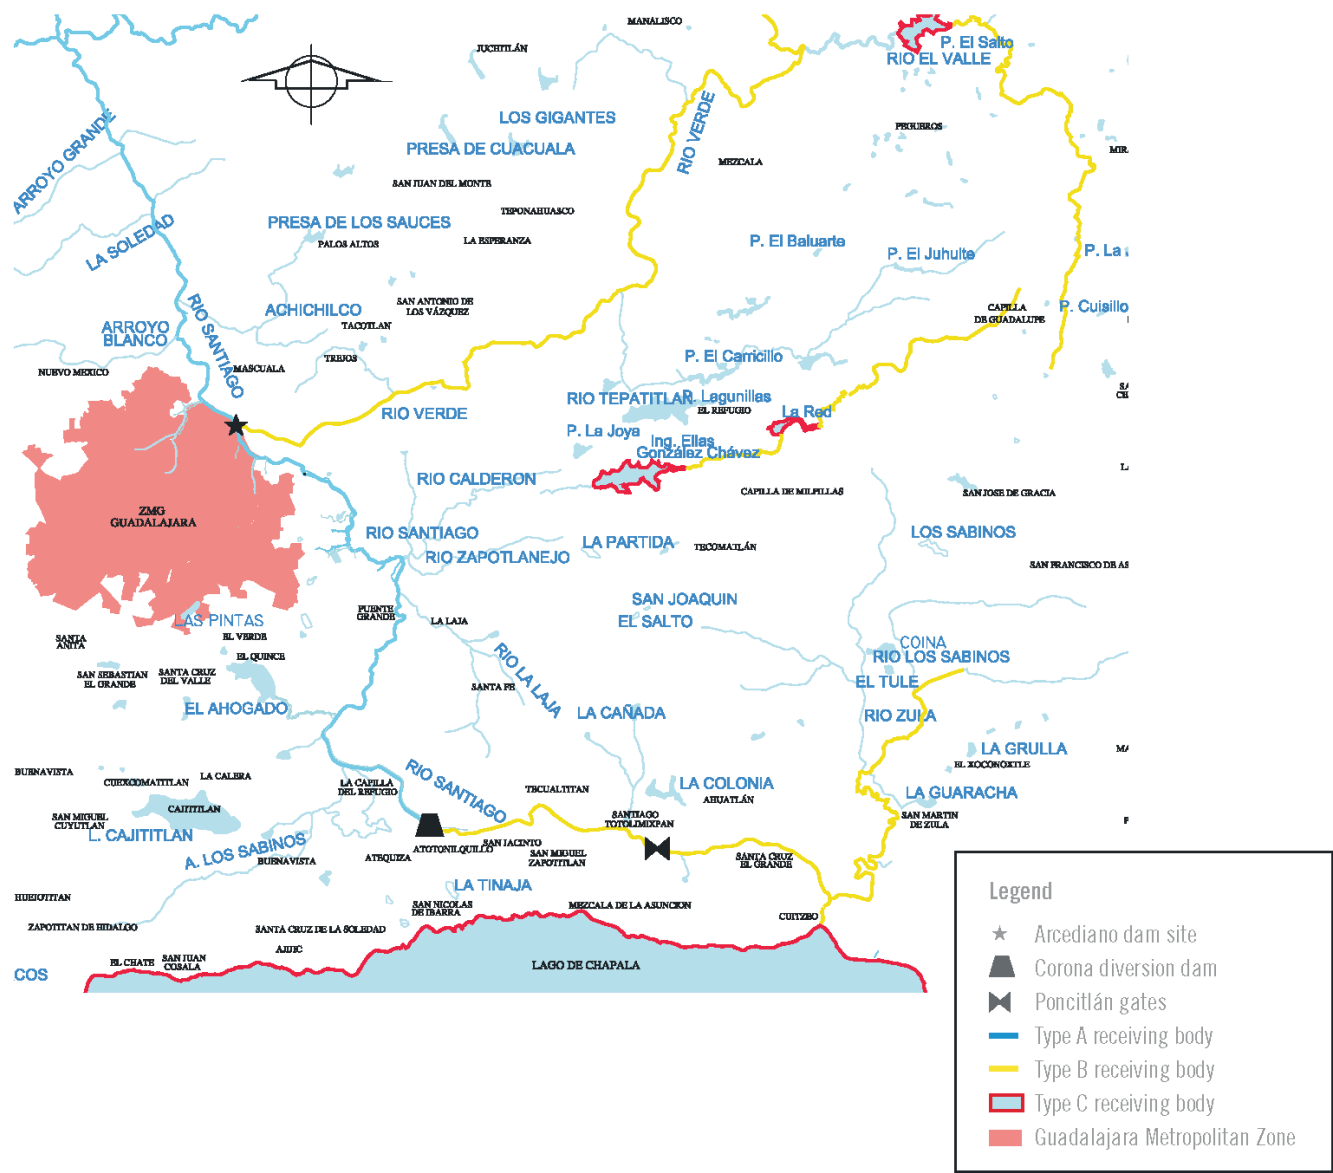 MANALISCO
JUCHITLÁN
P. El Salto
RIO EL VALLE
LOS GIGANTES
RIO VERDE
PEGUEROS
ARROYO GRANDE
PRESA DE CUACUALA
MEZCALA
SAN JUAN DEL MONTE
TEPONAHUASCO
PRESA DE LOS SAUCES
LA SOLEDAD
PALOS ALTOS
LA ESPERANZA
P. El Baluarte
P. El Juhuite
P. La
RIO SANTIAGO
ACHICHILCO
SAN ANTONIO DE
LOS VÁZQUEZ
CAPILLA
DE GUADALUPE
P. Cuisillo
ARROYO
BLANCO
TACOTLAN
TREJOS
P. El Carricillo
NUEVO MEXICO
MASCUALA
RIO TEPATITLAN
P. Lagunillas
EL REFUGIO
RIO VERDE
La Red
P. La Joya
Ing. Elias
González Chávez
RIO CALDERON
CAPILLA DE MILPILLAS
SAN JOSE DE GRACIA
ZMG
GUADALAJARA
RIO SANTIAGO
LA PARTIDA
TECOMATLÁN
LOS SABINOS
RIO ZAPOTLANEJO
SAN FRANCISCO DE AS
SAN JOAQUIN
EL SALTO
PUENTE
GRANDE
LA LAJA
LAS PINTAS
EL VERDE
SANTA
ANITA
EL QUINCE
COINA
RIO LOS SABINOS
SAN SEBASTIAN
EL GRANDE
SANTA CRUZ
DEL VALLE
RIO LA LAJA
SANTA FE
EL TULE
EL AHOGADO
LA CAÑADA
RIO ZULA
LA GRULLA
EL XOCONOXTLE
BUENAVISTA
CUEXCOMATITLAN
LA CALERA
LA CAPILLA
DEL REFUGIO
RIO SANTIAGO
TECUALTITAN
LA COLONIA
AHUATLÁN
LA GUARACHA
CAJITITLAN
SAN MIGUEL
CUYUTLAN
L. CAJITITLAN
SANTIAGO
TOTOLIMIXPAN
SAN MARTIN
DE ZULA
A. LOS SABINOS
BUENAVISTA
ATEQUIZA
ATOTONILQUILLO
SAN JACINTO
SAN MIGUEL
ZAPOTITLAN
SANTA CRUZ
EL GRANDE
LA TINAJA
HUEJOTITAN
SAN NICOLAS
DE IBARRA
MEZCALA DE LA ASUNCION
CUITZEO
ZAPOTITAN DE HIDALGO
SANTA CRUZ DE LA SOLEDAD
AJIJIC
EL CHATE
SAN JUAN
COSALA
LAGO DE CHAPALA
COS
Legend
Arcediano dam site
Corona diversion dam
Poncitlán gates
Type A receiving body
Type B receiving body
Type C receiving body
Guadalajara Metropolitan Zone